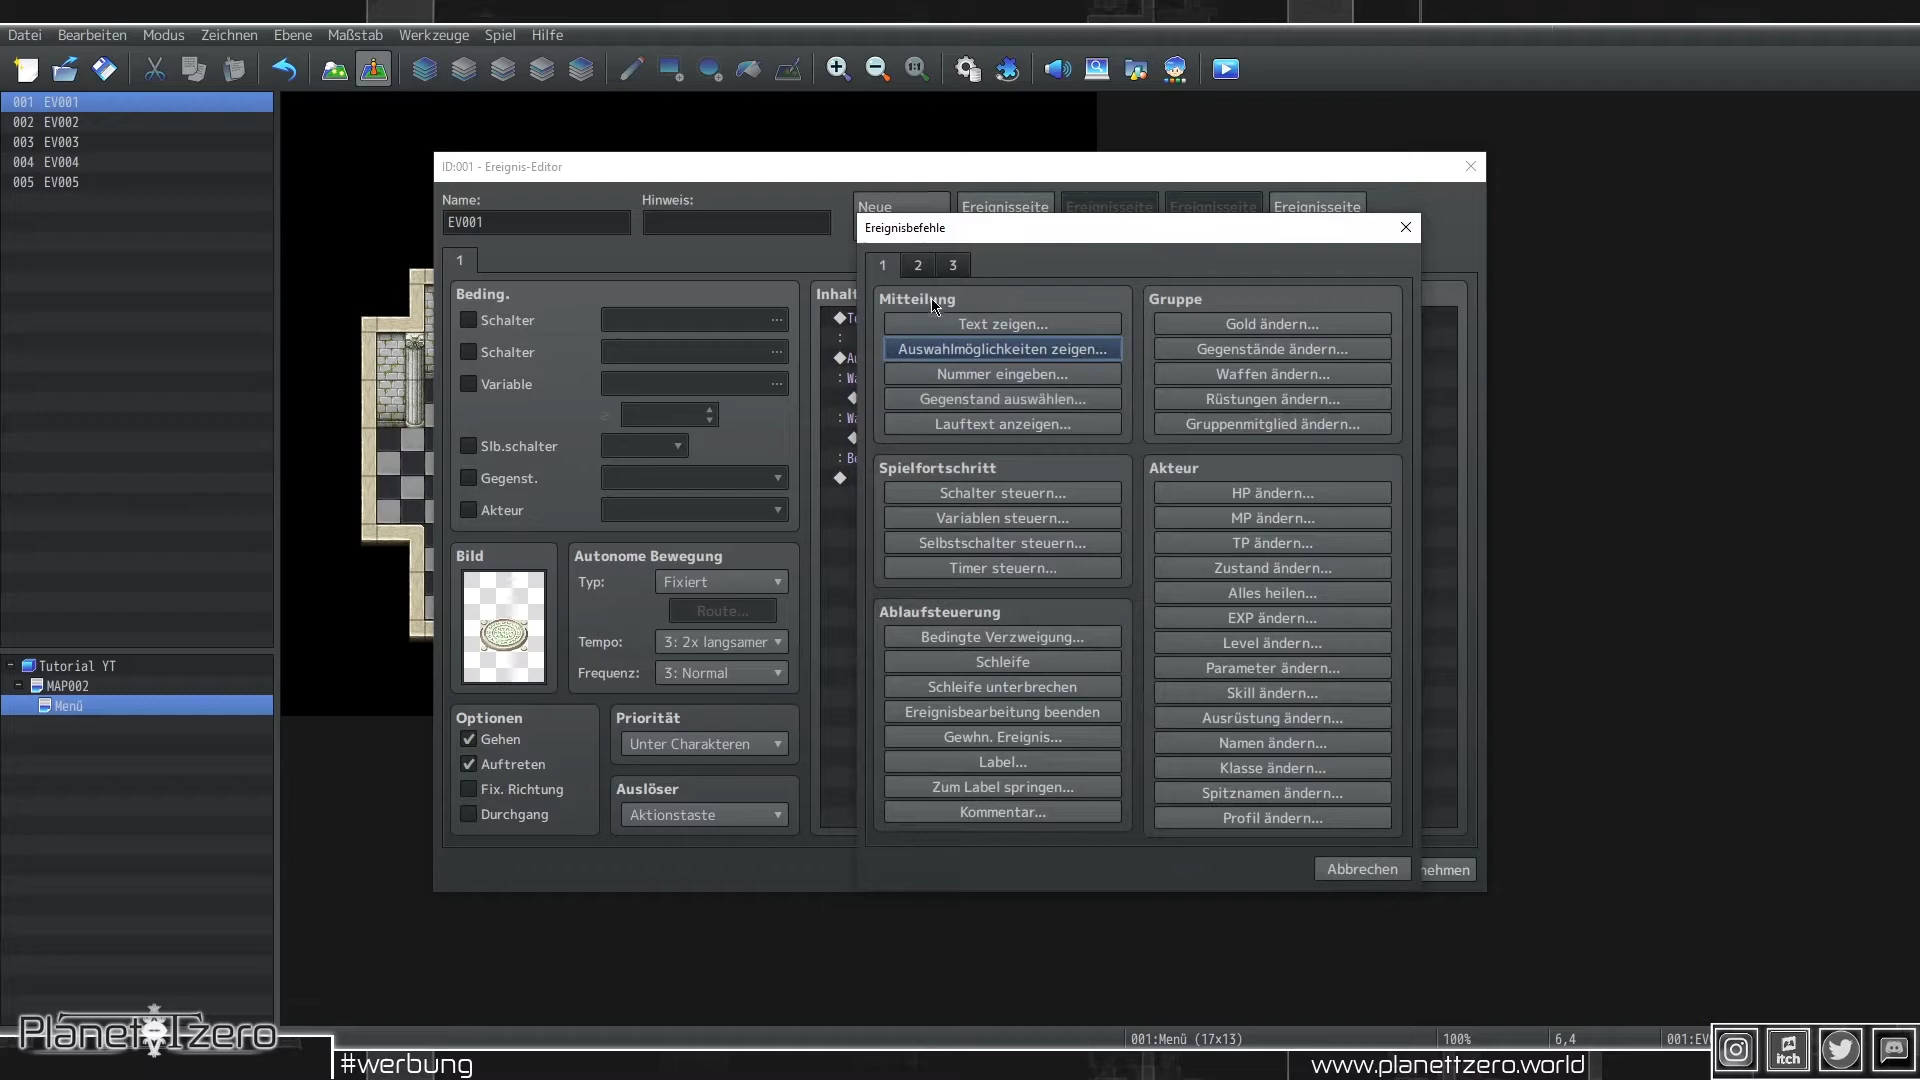 Datei Bearbeiten Modus Zeichnen Ebene Maßstab Werkzeuge Spiel Hilfe
001 EV001
002 EV002
003 EV003
004 EV004
005 EV005
ID:001 - Ereignis-Editor
Name: Hinweis:
EV001
Neue Ereignisseite Ereignisseite Ereignisseite Ereignisseite
1
Beding.
Schalter
Schalter
Variable
≥
Slb.schalter
Gegenst.
Akteur
Bild
Autonome Bewegung
Typ: Fixiert
Route...
Tempo: 3: 2x langsamer
Frequenz: 3: Normal
Optionen
Gehen
Auftreten
Fix. Richtung
Durchgang
Priorität
Unter Charakteren
Auslöser
Aktionstaste
Inhalt
Ereignisbefehle
1 2 3
Mitteilung
Text zeigen...
Auswahlmöglichkeiten zeigen...
Nummer eingeben...
Gegenstand auswählen...
Lauftext anzeigen...
Spielfortschritt
Schalter steuern...
Variablen steuern...
Selbstschalter steuern...
Timer steuern...
Ablaufsteuerung
Bedingte Verzweigung...
Schleife
Schleife unterbrechen
Ereignisbearbeitung beenden
Gewhn. Ereignis...
Label...
Zum Label springen...
Kommentar...
Gruppe
Gold ändern...
Gegenstände ändern...
Waffen ändern...
Rüstungen ändern...
Gruppenmitglied ändern...
Akteur
HP ändern...
MP ändern...
TP ändern...
Zustand ändern...
Alles heilen...
EXP ändern...
Level ändern...
Parameter ändern...
Skill ändern...
Ausrüstung ändern...
Namen ändern...
Klasse ändern...
Spitznamen ändern...
Profil ändern...
Abbrechen
nehmen
Tutorial YT
MAP002
Menü
001:Menü (17x13) 100% 6,4 001:EV
PlanetTzero
#werbung
www.planettzero.world
itch